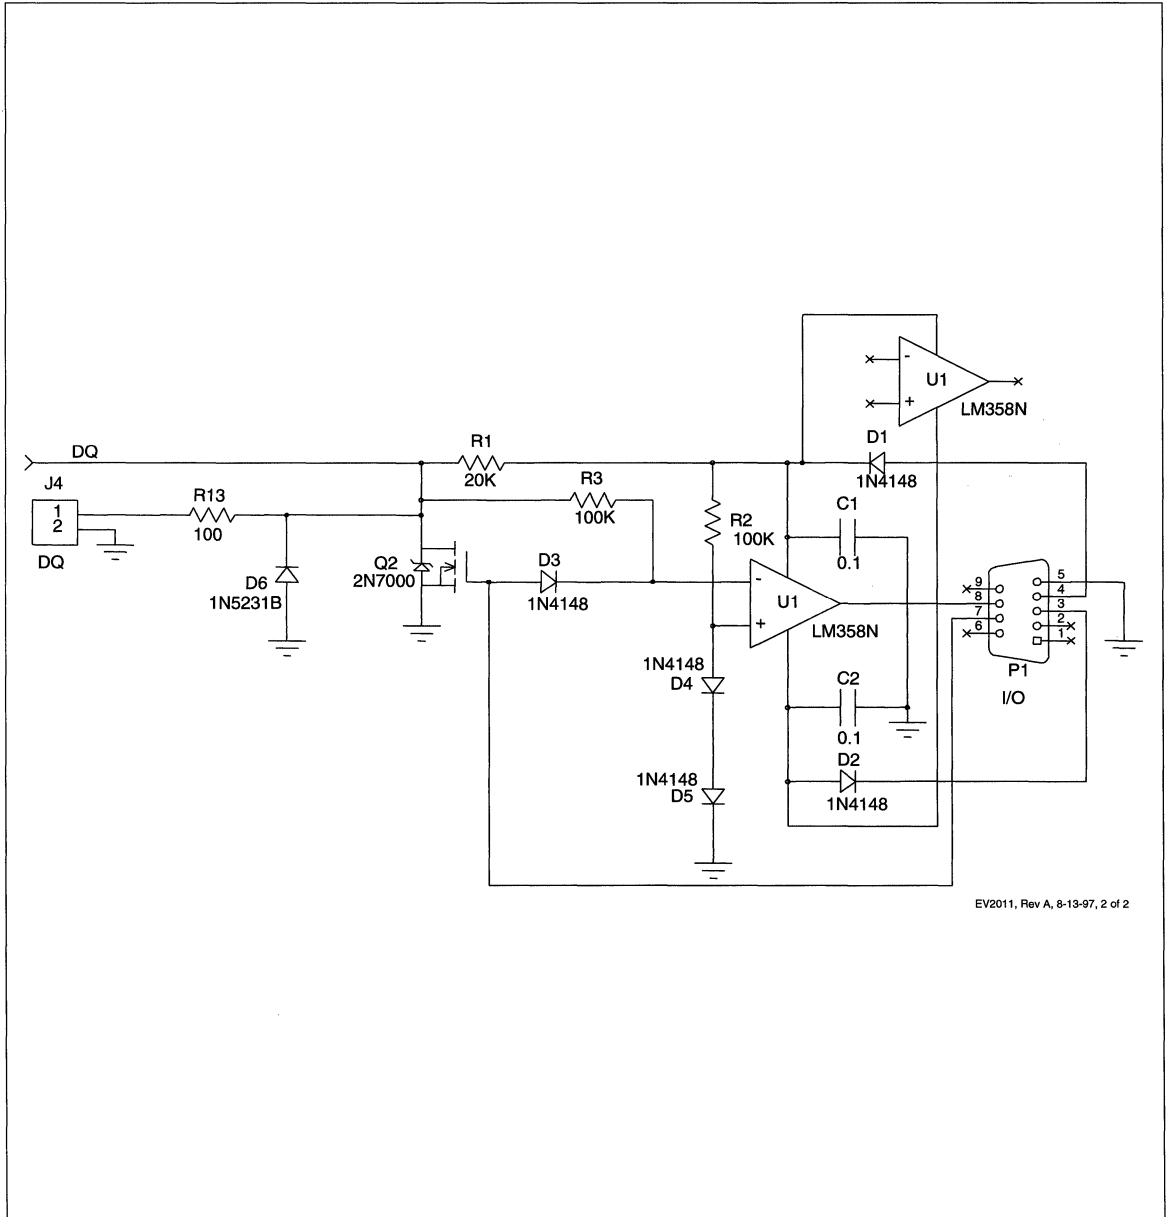 -
U1
+
LM358N
D1
1N4148
DQ
R1
20K
J4
1
2
DQ
R13
100
R3
100K
R2
100K
C1
0.1
D6
1N5231B
Q2
2N7000
D3
1N4148
-
U1
+
LM358N
9
8
7
6
5
4
3
2
1
P1
I/O
1N4148
D4
C2
0.1
D2
1N4148
1N4148
D5
EV2011, Rev A, 8-13-97, 2 of 2